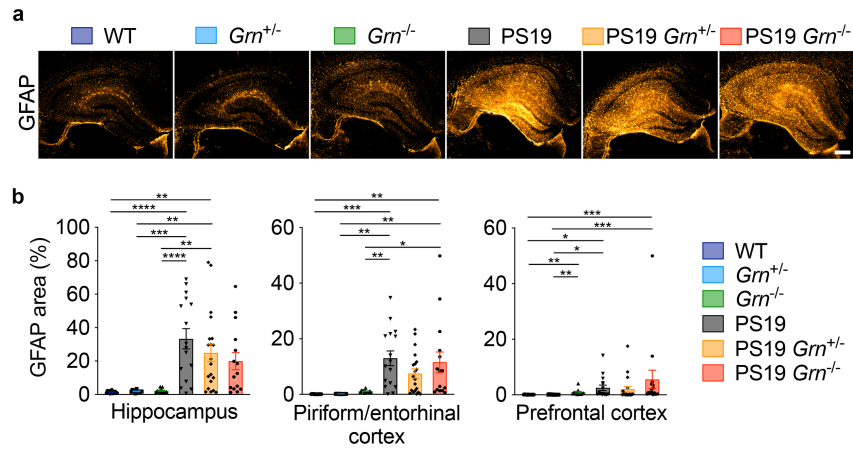 a
WT Grn+/- Grn-/- PS19 PS19 Grn+/- PS19 Grn-/-
GFAP
b
GFAP area (%)
100
80
60
40
20
0
** 
****
**
***
**
****
Hippocampus
60
40
20
0
**
***
**
**
*
**
Piriform/entorhinal
cortex
60
40
20
0
***
***
*
*
**
**
Prefrontal cortex
WT
Grn+/-
Grn-/-
PS19
PS19 Grn+/-
PS19 Grn-/-